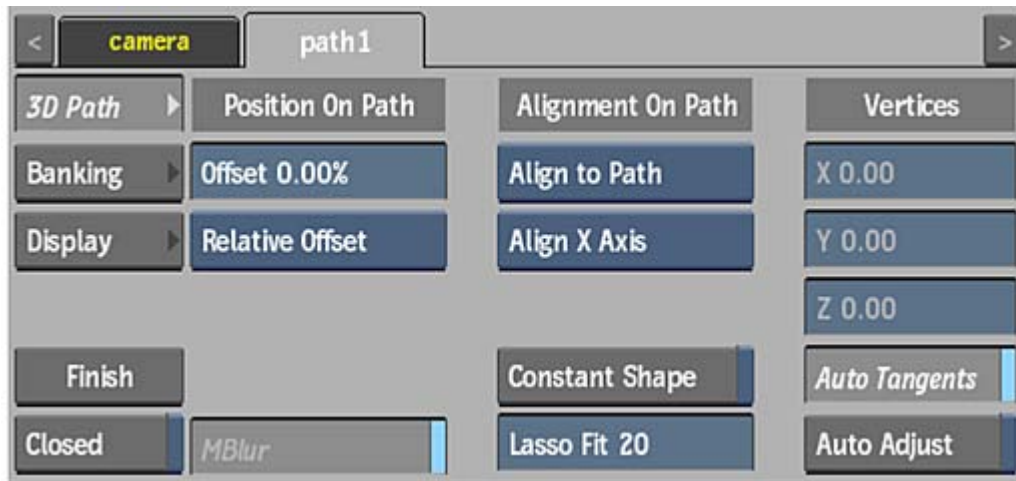 < camera path1 >
3D Path Position On Path Alignment On Path Vertices
Banking Offset 0.00% Align to Path X 0.00
Display Relative Offset Align X Axis Y 0.00
Z 0.00
Finish Constant Shape Auto Tangents
Closed MBlur Lasso Fit 20 Auto Adjust